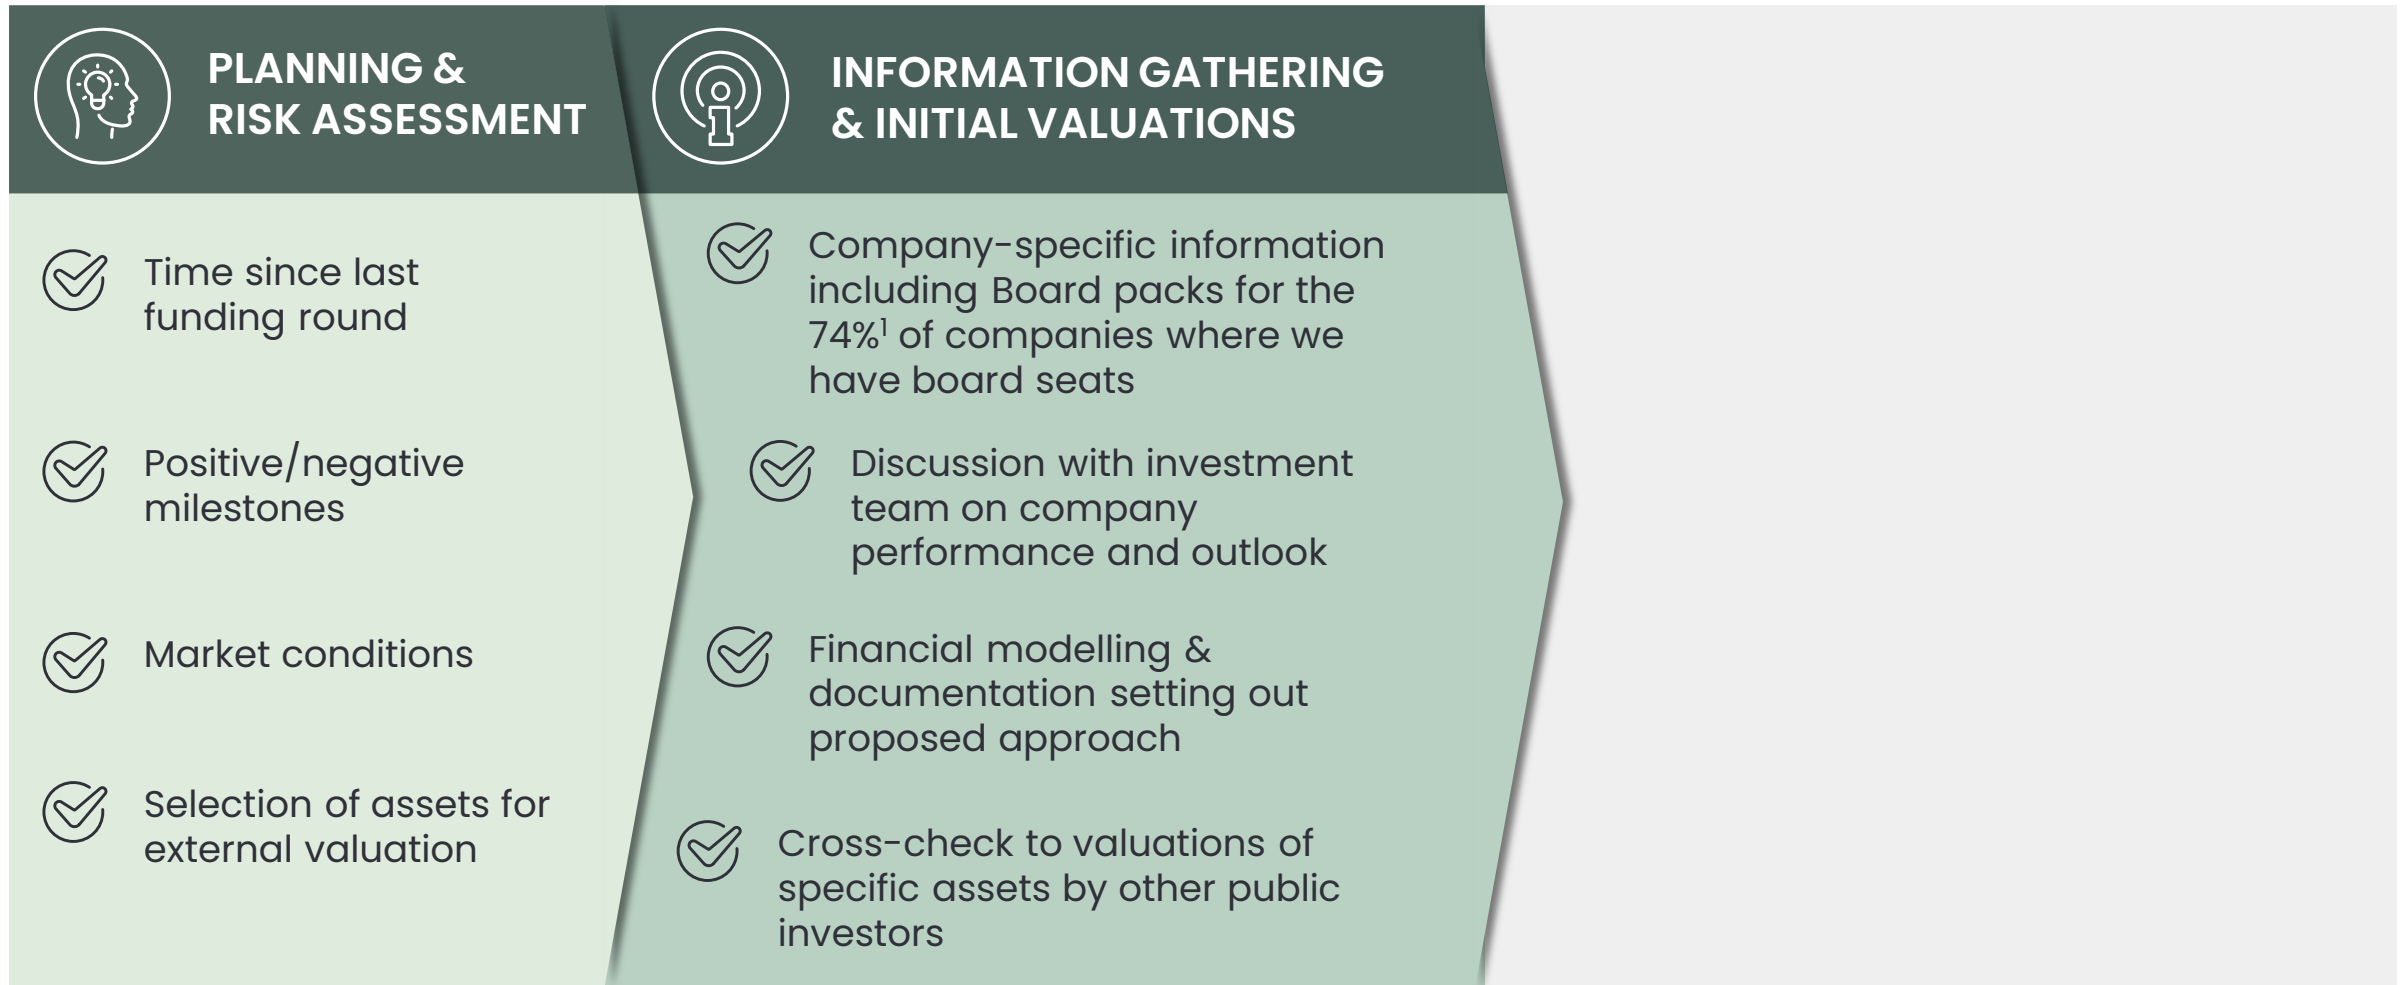 PLANNING &
RISK ASSESSMENT
Time since last
funding round
Positive/negative
milestones
Market conditions
Selection of assets for
external valuation
INFORMATION GATHERING
& INITIAL VALUATIONS
Company-specific information
including Board packs for the
74%¹ of companies where we
have board seats
Discussion with investment
team on company
performance and outlook
Financial modelling &
documentation setting out
proposed approach
Cross-check to valuations of
specific assets by other public
investors